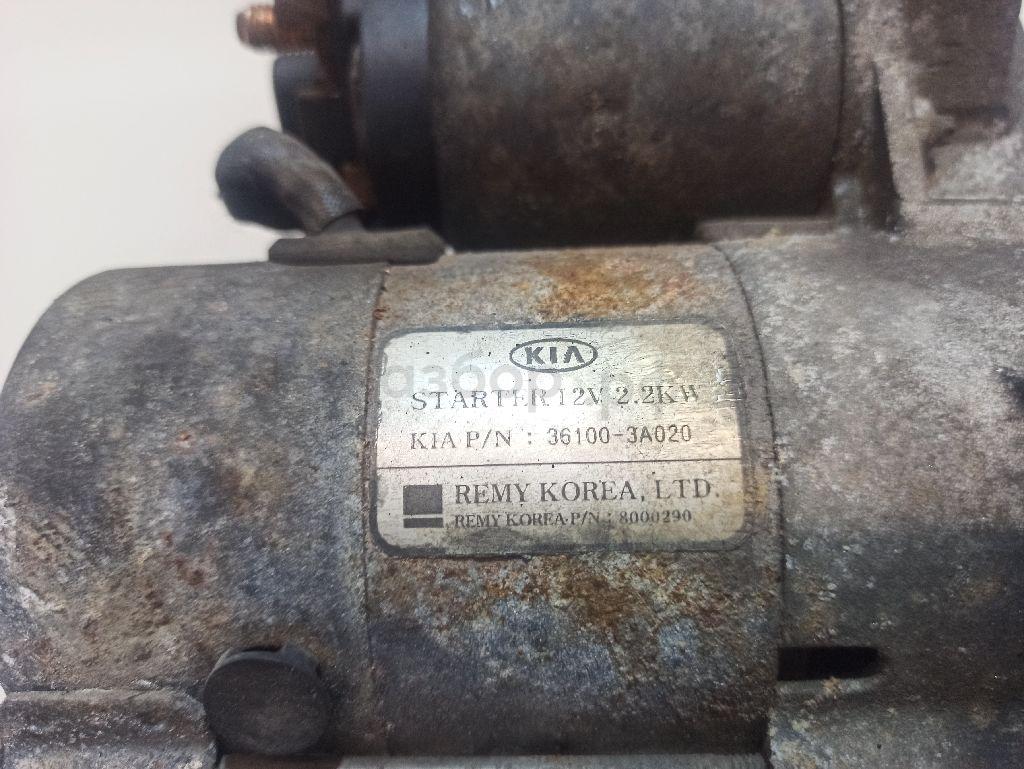 KIA
STARTER 12V 2.2KW
KIA P/N : 36100-3A020
REMY KOREA, LTD.
REMY KOREA P/N : 8000290